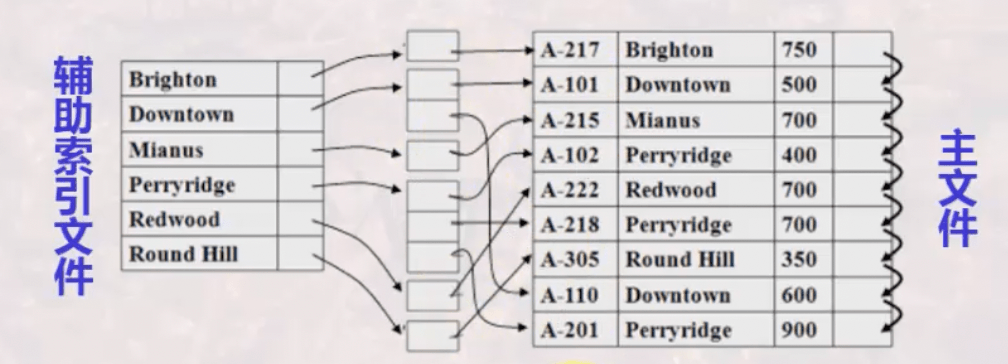 辅助索引文件
Brighton
Downtown
Mianus
Perryridge
Redwood
Round Hill
A-217 Brighton 750
A-101 Downtown 500
A-215 Mianus 700
A-102 Perryridge 400
A-222 Redwood 700
A-218 Perryridge 700
A-305 Round Hill 350
A-110 Downtown 600
A-201 Perryridge 900
主文件